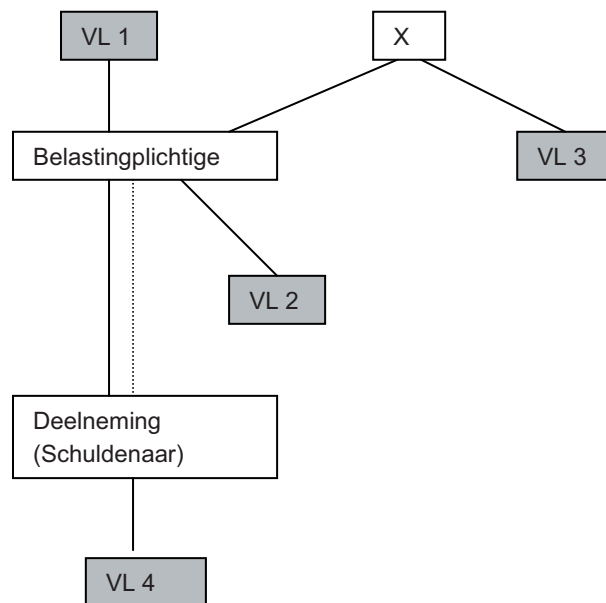 VL 1
X
Belastingplichtige
VL 3
VL 2
Deelneming
(Schuldenaar)
VL 4